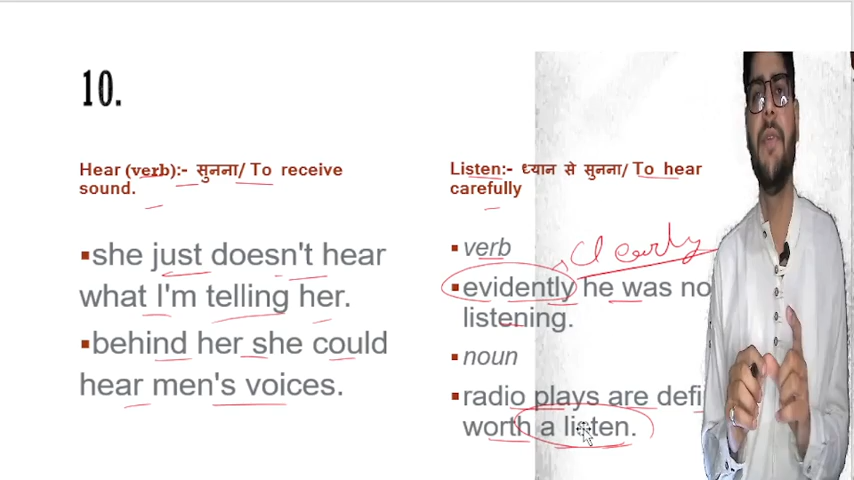 10.
Hear (verb):- सुनना/ To receive
sound.
▪she just doesn't hear
what I'm telling her.
▪behind her she could
hear men's voices.
Listen:- ध्यान से सुनना/ To hear
carefully
▪verb
Clearly
▪evidently he was no
listening.
▪noun
▪radio plays are defi
worth a listen.